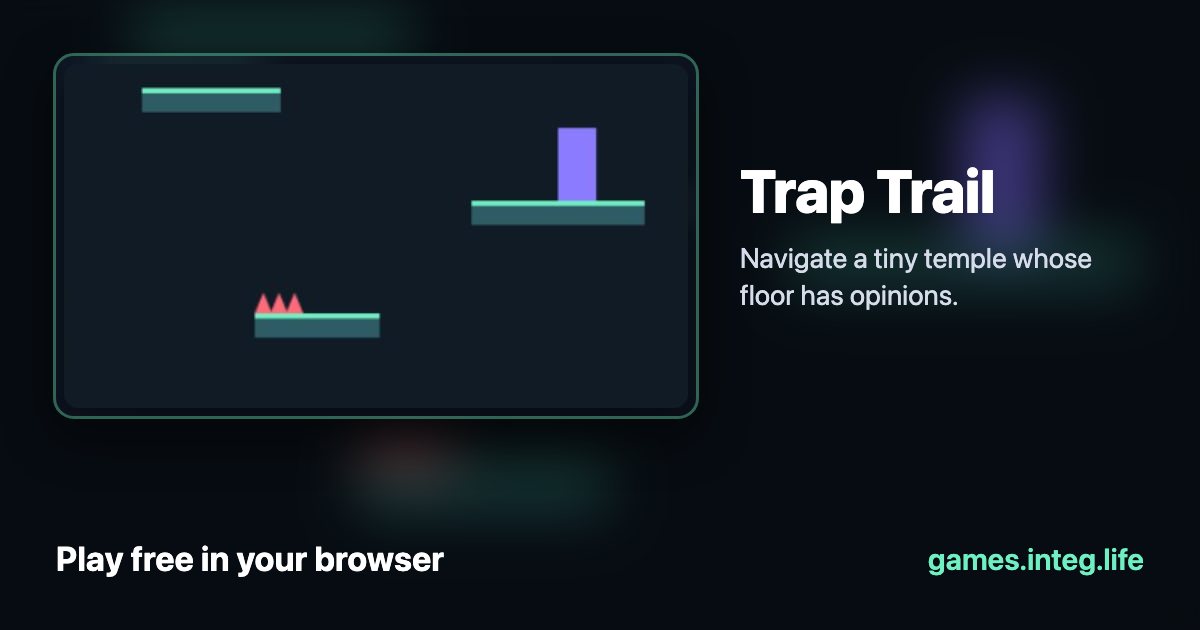 Trap Trail
Navigate a tiny temple whose
floor has opinions.
Play free in your browser
games.integ.life